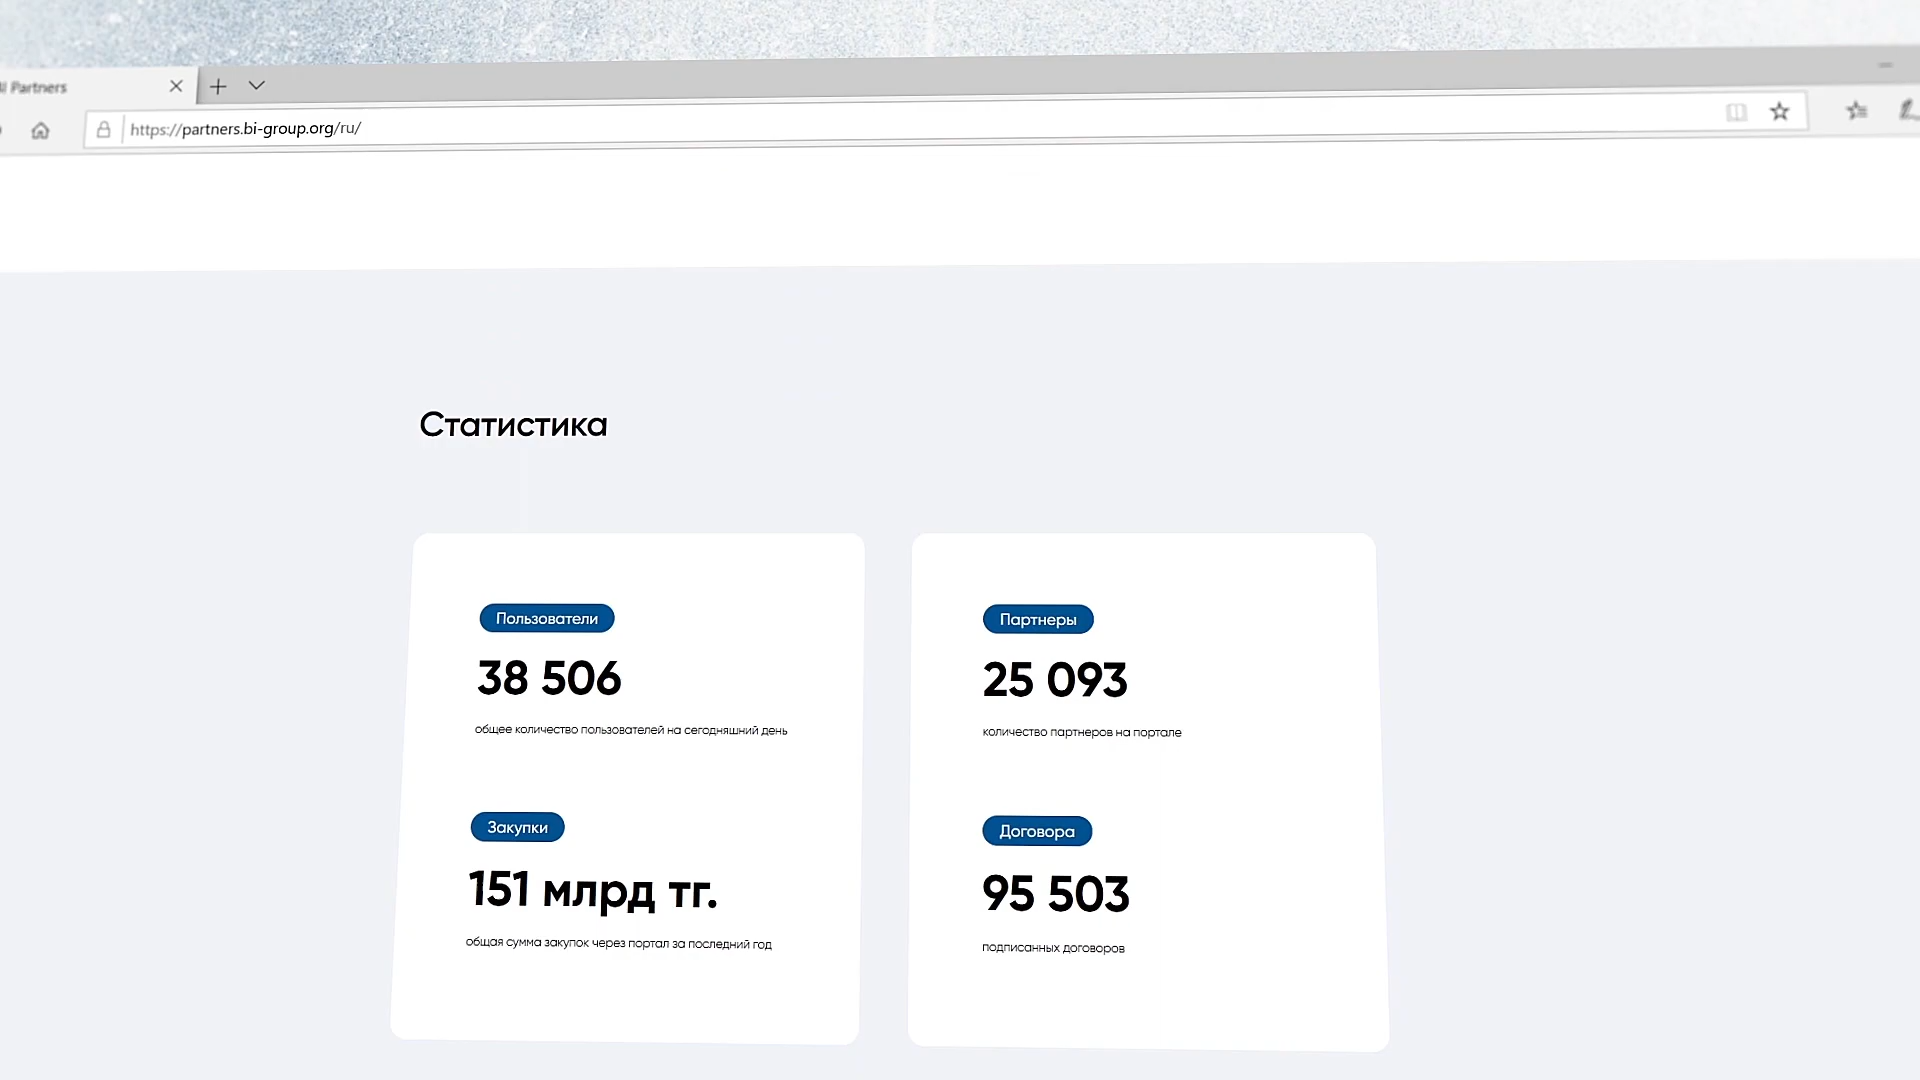 BI Partners
https://partners.bi-group.org/ru/
Статистика
Пользователи
38 506
общее количество пользователей на сегодняшний день
Закупки
151 млрд тг.
общая сумма закупок через портал за последний год
Партнеры
25 093
количество партнеров на портале
Договора
95 503
подписанных договоров